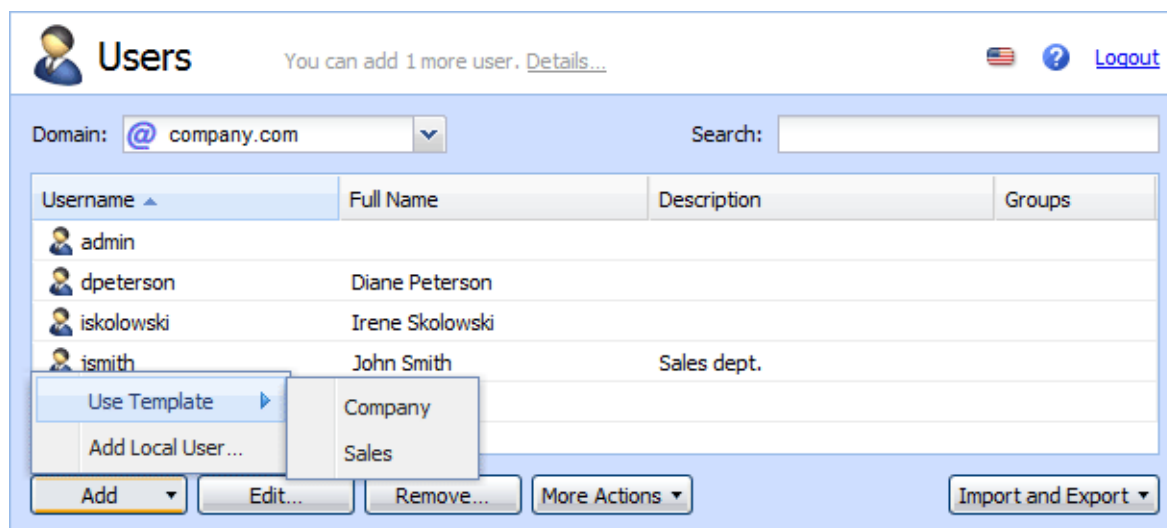 Users You can add 1 more user. Details... Logout
Domain: @ company.com Search:
Username Full Name Description Groups
admin
dpeterson Diane Peterson
iskolowski Irene Skolowski
jsmith John Smith Sales dept.
Use Template Company
Add Local User... Sales
Add Edit... Remove... More Actions Import and Export